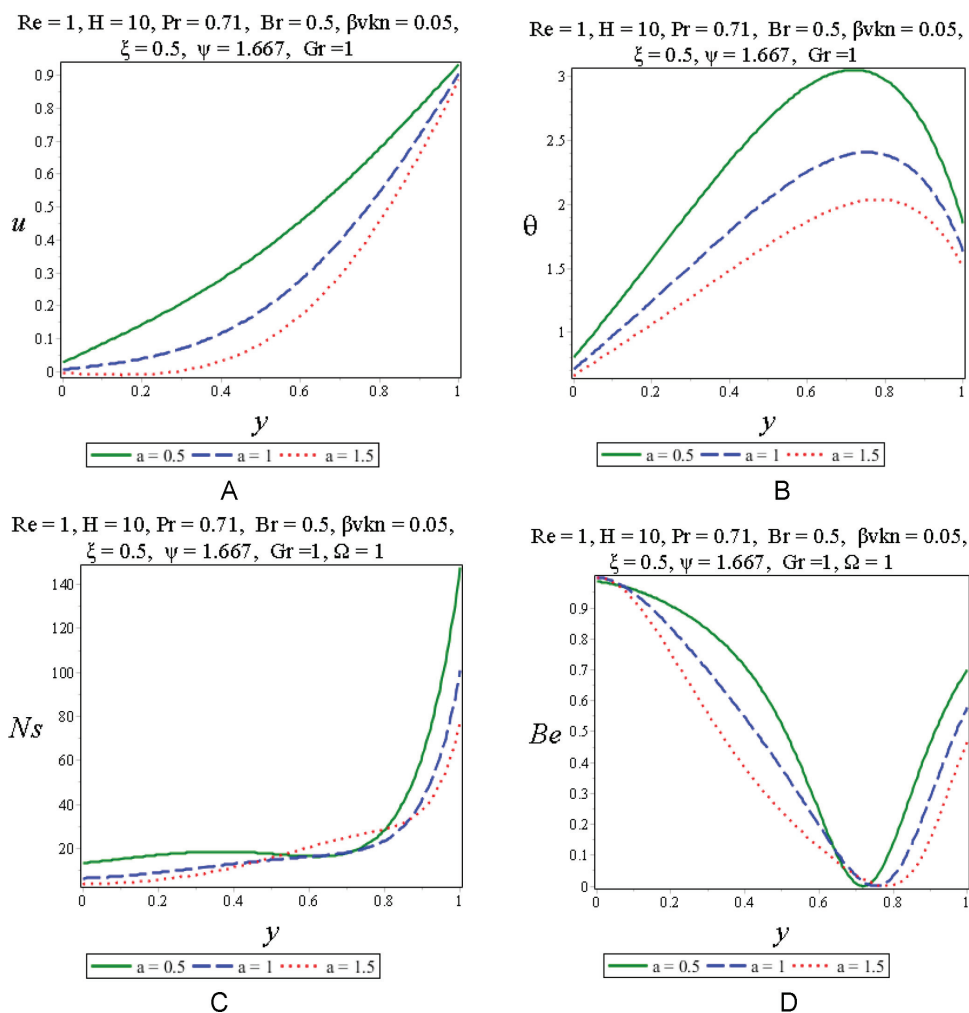 Re = 1, H = 10, Pr = 0.71, Br = 0.5, βvkn = 0.05,
ξ = 0.5, ψ = 1.667, Gr =1
0.9
0.8
0.7
0.6
0.5
0.4
0.3
0.2
0.1
0
u
0 0.2 0.4 0.6 0.8 1
y
a = 0.5 a = 1 a = 1.5
A
Re = 1, H = 10, Pr = 0.71, Br = 0.5, βvkn = 0.05,
ξ = 0.5, ψ = 1.667, Gr =1
3
2.5
2
1.5
1
θ
0 0.2 0.4 0.6 0.8 1
y
a = 0.5 a = 1 a = 1.5
B
Re = 1, H = 10, Pr = 0.71, Br = 0.5, βvkn = 0.05,
ξ = 0.5, ψ = 1.667, Gr =1, Ω = 1
140
120
100
80
60
40
20
Ns
0 0.2 0.4 0.6 0.8 1
y
a = 0.5 a = 1 a = 1.5
C
Re = 1, H = 10, Pr = 0.71, Br = 0.5, βvkn = 0.05,
ξ = 0.5, ψ = 1.667, Gr =1, Ω = 1
0.9
0.8
0.7
0.6
0.5
0.4
0.3
0.2
0.1
0
Be
0 0.2 0.4 0.6 0.8 1
y
a = 0.5 a = 1 a = 1.5
D